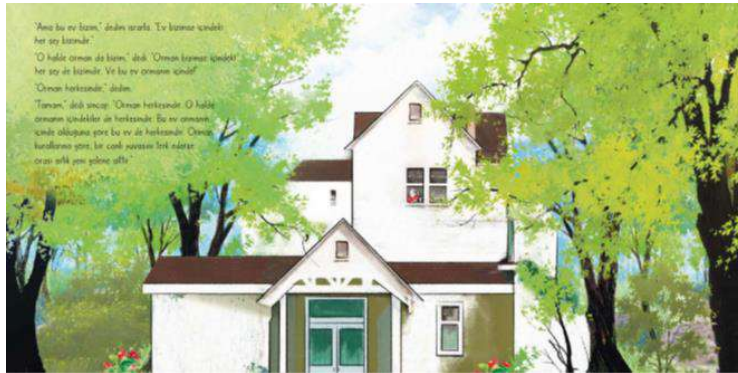 "Ama bu ev bizim," dedim ısrarla. "Ev bizimse içindeki
her şey bizimdir."
"O halde orman da bizim," dedi. "Orman bizimse içindeki
her şey de bizimdir. Ve bu ev ormanın içinde!"
"Orman herkesindir," dedim.
"Tamam," dedi sincap. "Orman herkesindir. O halde
ormanın içindekiler de herkesindir. Bu ev ormanın
içinde olduğuna göre bu ev de herkesindir. Orman
kurallarına göre, bir canlı yuvasını terk ederse
orası artık yeni gelene aittir."